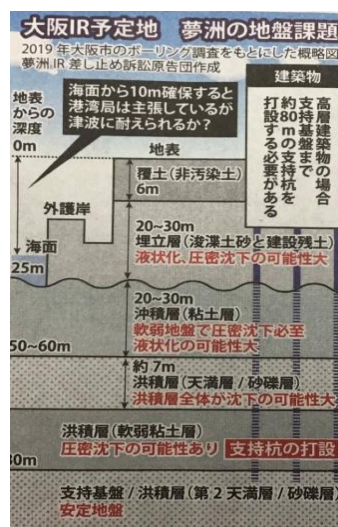 大阪IR予定地 夢洲の地盤課題
2019年大阪市のボーリング調査をもとにした概略図
夢洲IR差し止め訴訟原告団作成
建築物
高層建築物の場合
支持基盤まで
約80mの支持杭を
打設する必要がある
海面から10m確保すると
港湾局は主張しているが
津波に耐えられるか?
地表
からの
深度
0m
地表
覆土(非汚染土)
6m
外護岸
海面
25m
20~30m
埋立層(浚渫土砂と建設残土)
液状化、圧密沈下の可能性大
20~30m
沖積層(粘土層)
軟弱地盤で圧密沈下必至
液状化の可能性大
50~60m
約7m
洪積層(天満層/砂礫層)
洪積層全体が沈下の可能性大
洪積層(軟弱粘土層)
圧密沈下の可能性あり
支持杭の打設
80m
支持基盤/洪積層(第2天満層/砂礫層)
安定地盤